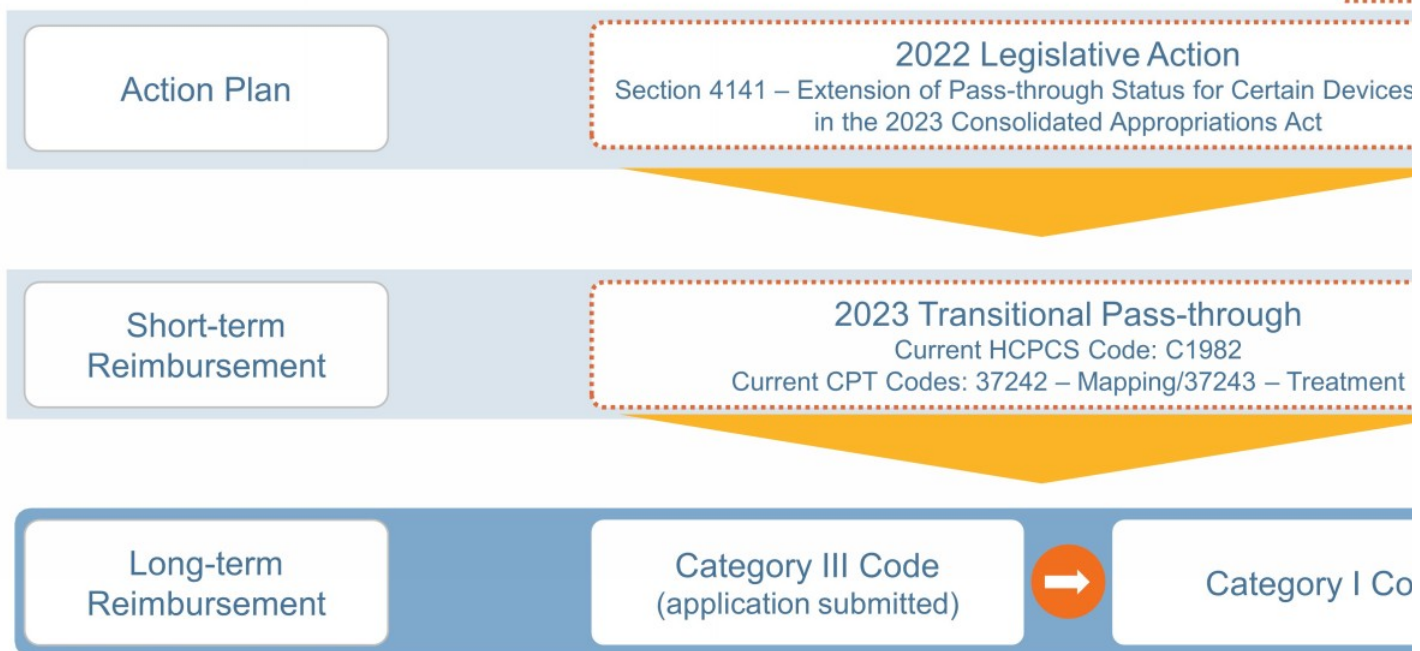 Action Plan
2022 Legislative Action
Section 4141 – Extension of Pass-through Status for Certain Devices
in the 2023 Consolidated Appropriations Act
Short-term
Reimbursement
2023 Transitional Pass-through
Current HCPCS Code: C1982
Current CPT Codes: 37242 – Mapping/37243 – Treatment
Long-term
Reimbursement
Category III Code
(application submitted)
Category I Co